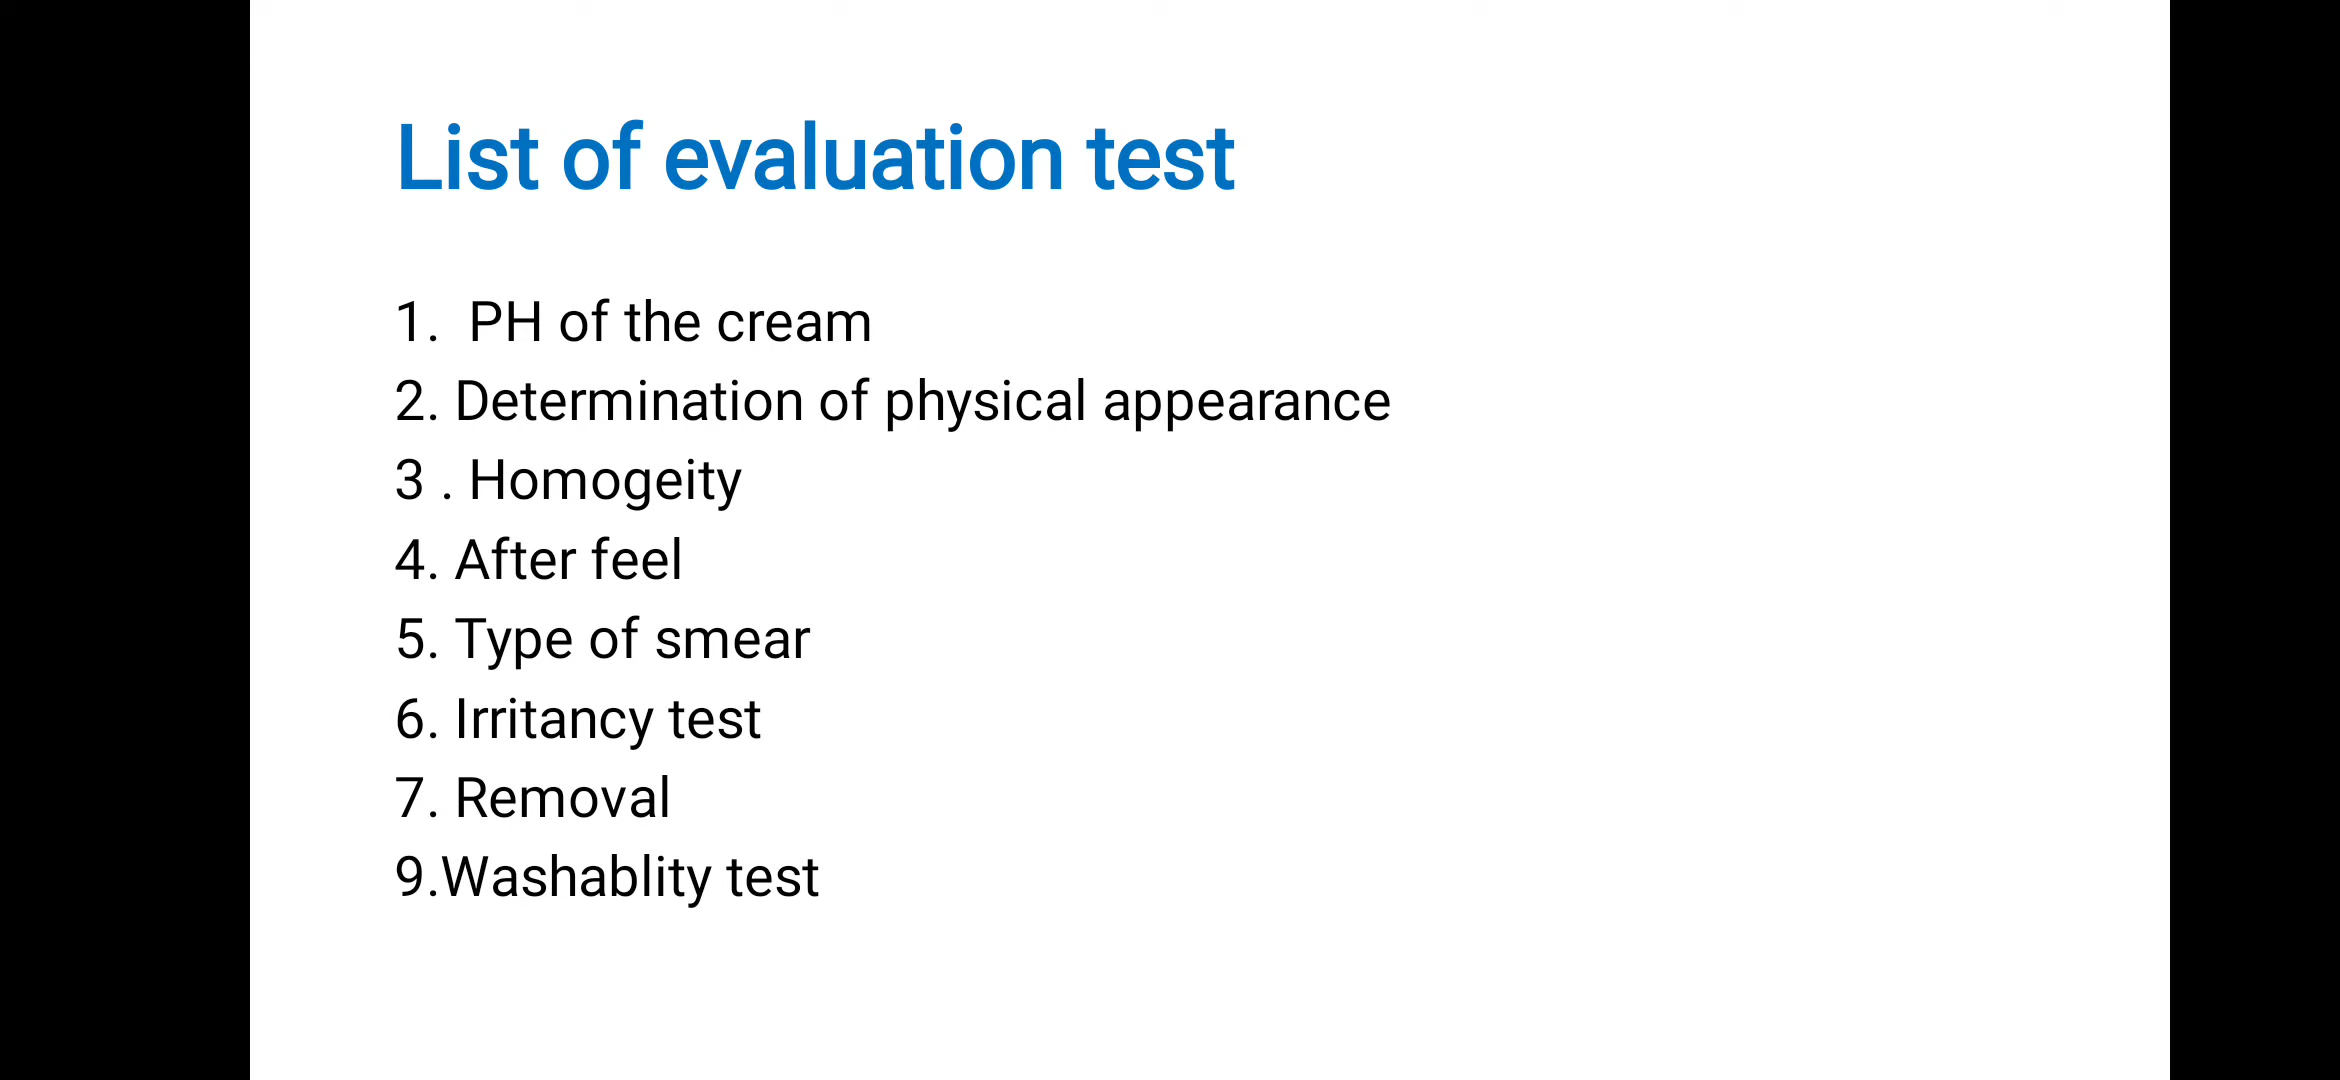 List of evaluation test
1.  PH of the cream
2. Determination of physical appearance
3 . Homogeity
4. After feel
5. Type of smear
6. Irritancy test
7. Removal
9.Washablity test